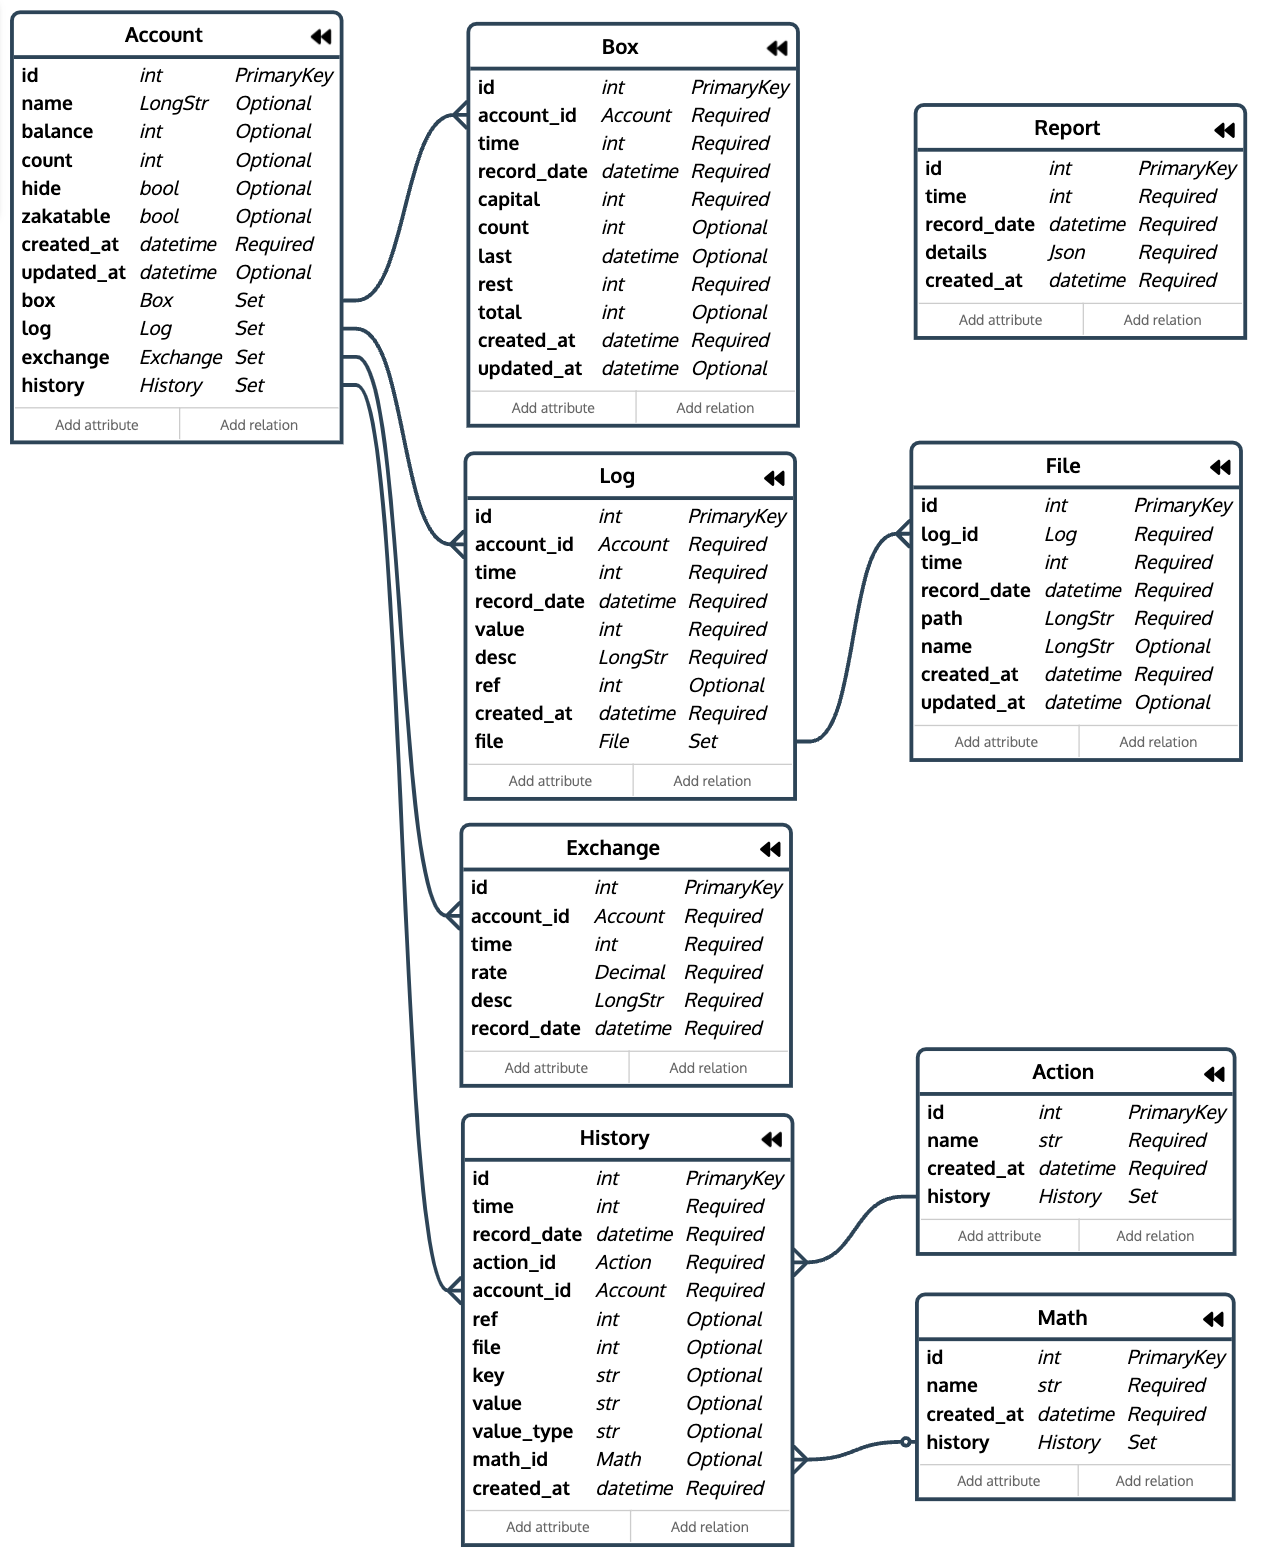 Account
id int PrimaryKey
name LongStr Optional
balance int Optional
count int Optional
hide bool Optional
zakatable bool Optional
created_at datetime Required
updated_at datetime Optional
box Box Set
log Log Set
exchange Exchange Set
history History Set
Add attribute Add relation
Box
id int PrimaryKey
account_id Account Required
time int Required
record_date datetime Required
capital int Required
count int Optional
last datetime Optional
rest int Required
total int Optional
created_at datetime Required
updated_at datetime Optional
Add attribute Add relation
Report
id int PrimaryKey
time int Required
record_date datetime Required
details Json Required
created_at datetime Required
Add attribute Add relation
Log
id int PrimaryKey
account_id Account Required
time int Required
record_date datetime Required
value int Required
desc LongStr Required
ref int Optional
created_at datetime Required
file File Set
Add attribute Add relation
File
id int PrimaryKey
log_id Log Required
time int Required
record_date datetime Required
path LongStr Required
name LongStr Optional
created_at datetime Required
updated_at datetime Optional
Add attribute Add relation
Exchange
id int PrimaryKey
account_id Account Required
time int Required
rate Decimal Required
desc LongStr Required
record_date datetime Required
Add attribute Add relation
History
id int PrimaryKey
time int Required
record_date datetime Required
action_id Action Required
account_id Account Required
ref int Optional
file int Optional
key str Optional
value str Optional
value_type str Optional
math_id Math Optional
created_at datetime Required
Add attribute Add relation
Action
id int PrimaryKey
name str Required
created_at datetime Required
history History Set
Add attribute Add relation
Math
id int PrimaryKey
name str Required
created_at datetime Required
history History Set
Add attribute Add relation